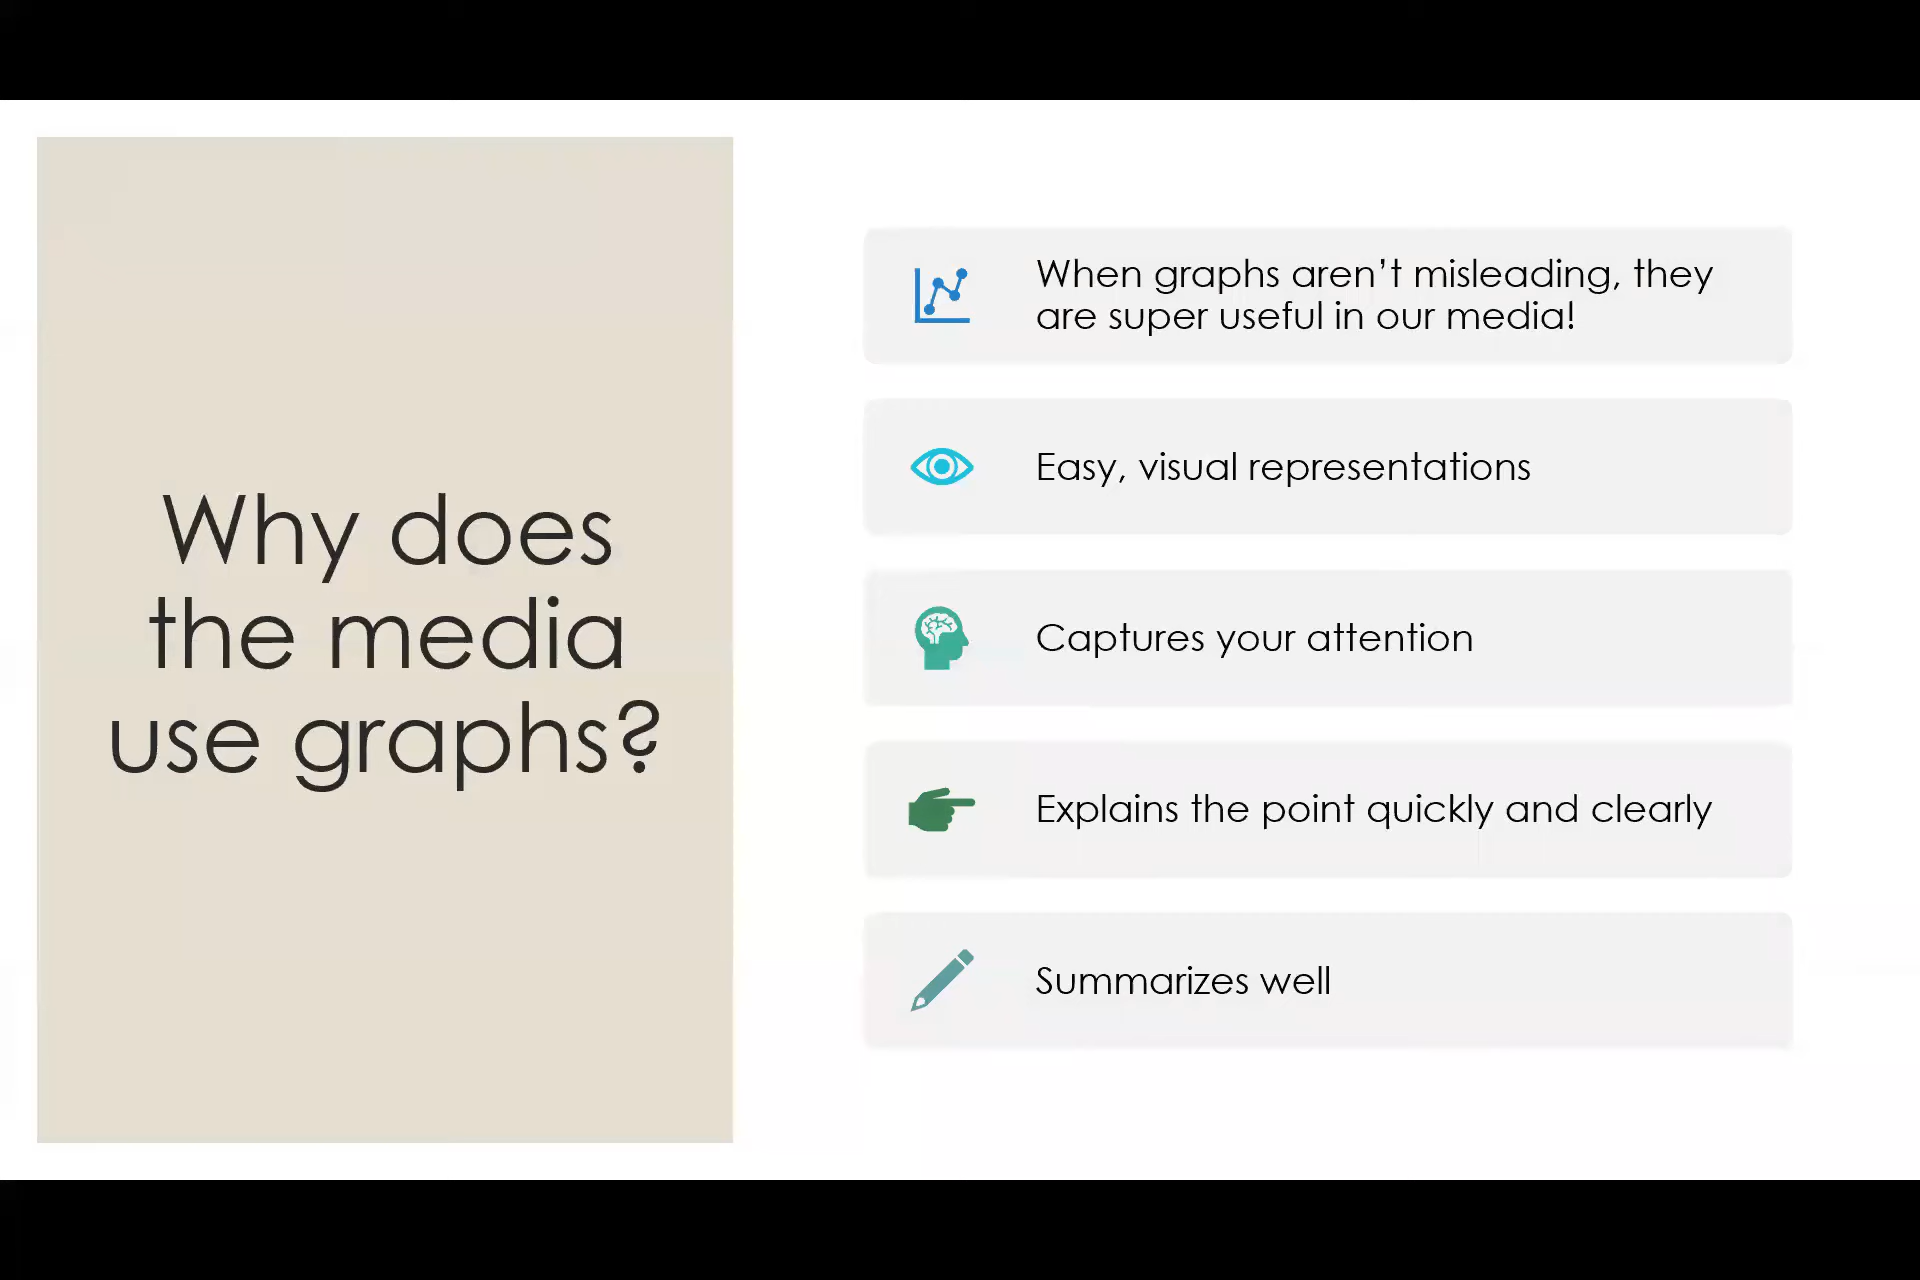 Why does
the media
use graphs?
When graphs aren’t misleading, they
are super useful in our media!
Easy, visual representations
Captures your attention
Explains the point quickly and clearly
Summarizes well